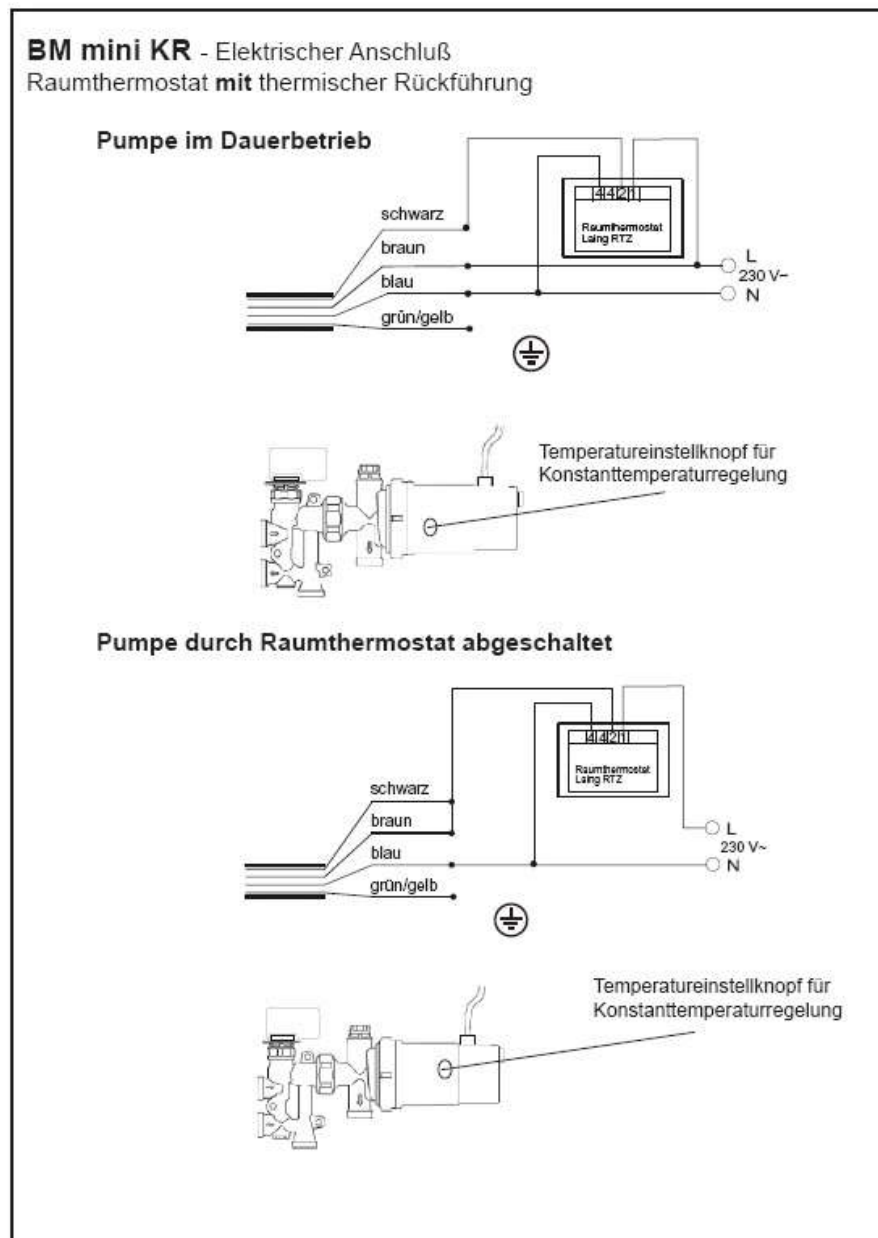 BM mini KR - Elektrischer Anschluß
Raumthermostat mit thermischer Rückführung
Pumpe im Dauerbetrieb
4 4 2 1
Raumthermostat
Laing RTZ
schwarz
braun
blau
grün/gelb
L
230 V~
N
Temperatureinstellknopf für
Konstanttemperaturregelung
Pumpe durch Raumthermostat abgeschaltet
4 4 2 1
Raumthermostat
Laing RTZ
schwarz
braun
blau
grün/gelb
L
230 V~
N
Temperatureinstellknopf für
Konstanttemperaturregelung